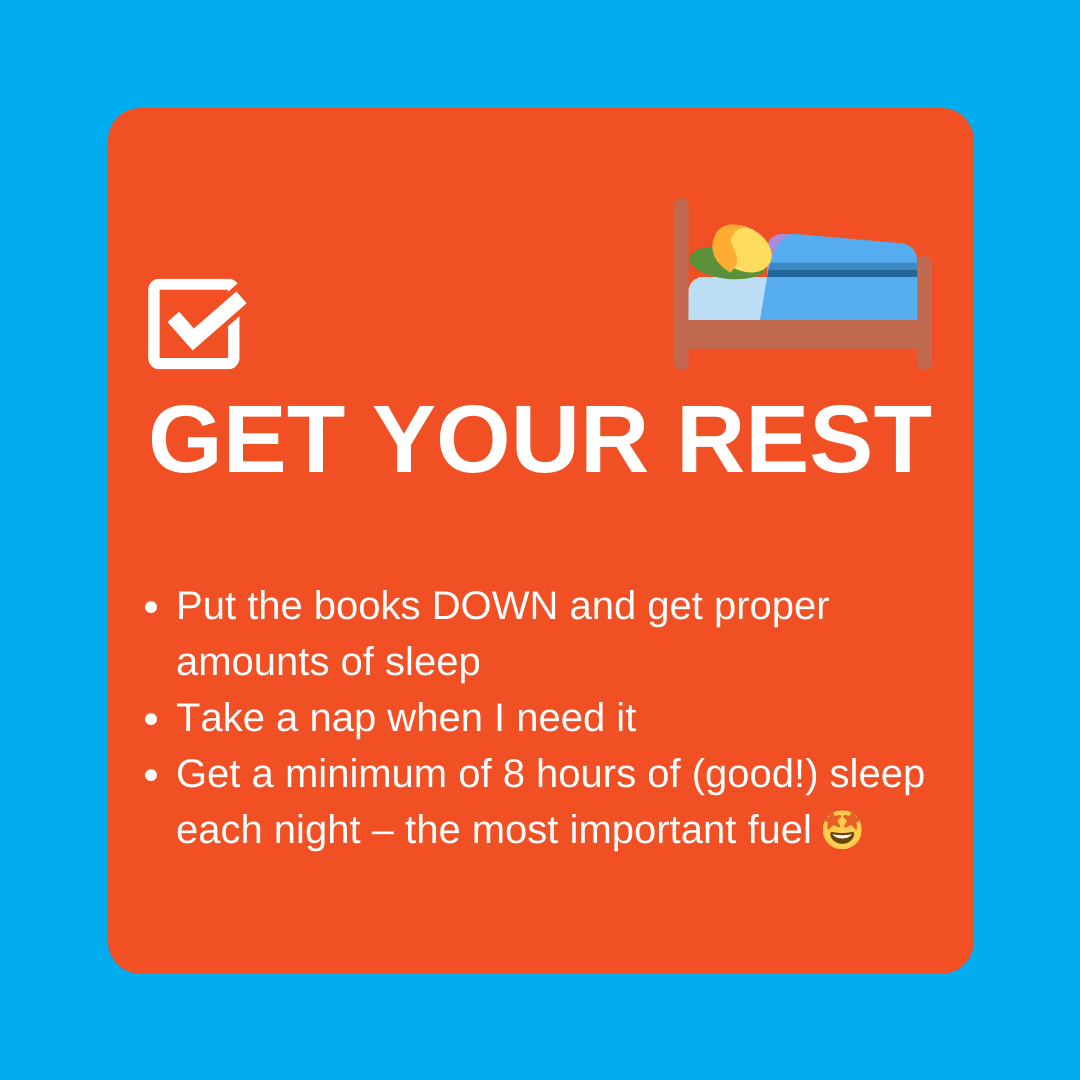 GET YOUR REST
• Put the books DOWN and get proper
amounts of sleep
• Take a nap when I need it
• Get a minimum of 8 hours of (good!) sleep
each night – the most important fuel 🤩